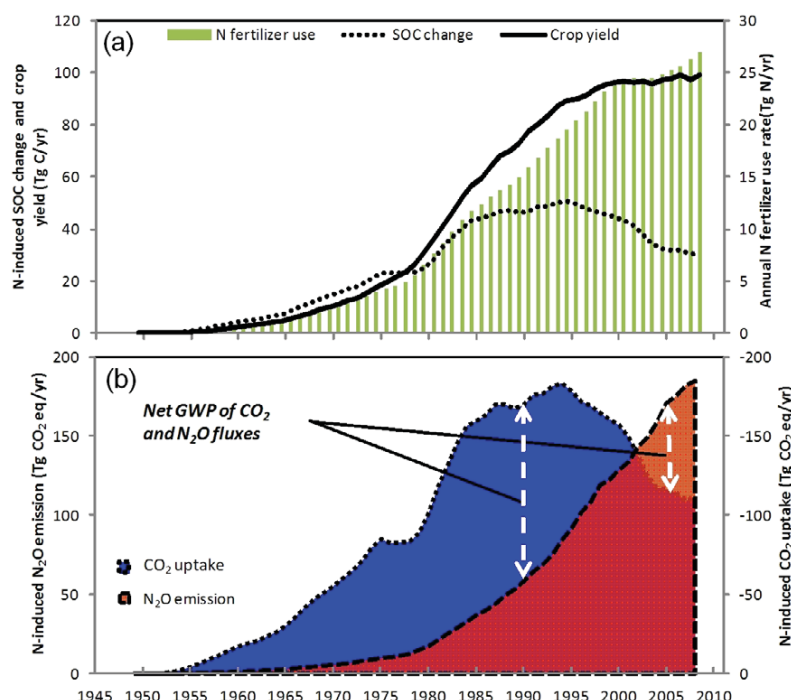 (a)
N fertilizer use
SOC change
Crop yield
N-induced SOC change and crop
yield (Tg C/yr)
120
100
80
60
40
20
0
Annual N fertilizer use rate(Tg N/yr)
30
25
20
15
10
5
0
(b)
Net GWP of CO2
and N2O fluxes
CO2 uptake
N2O emission
N-induced N2O emission (Tg CO2 eq/yr)
200
150
100
50
0
N-induced CO2 uptake (Tg CO2 eq/yr)
-200
-150
-100
-50
0
1945 1950 1955 1960 1965 1970 1975 1980 1985 1990 1995 2000 2005 2010